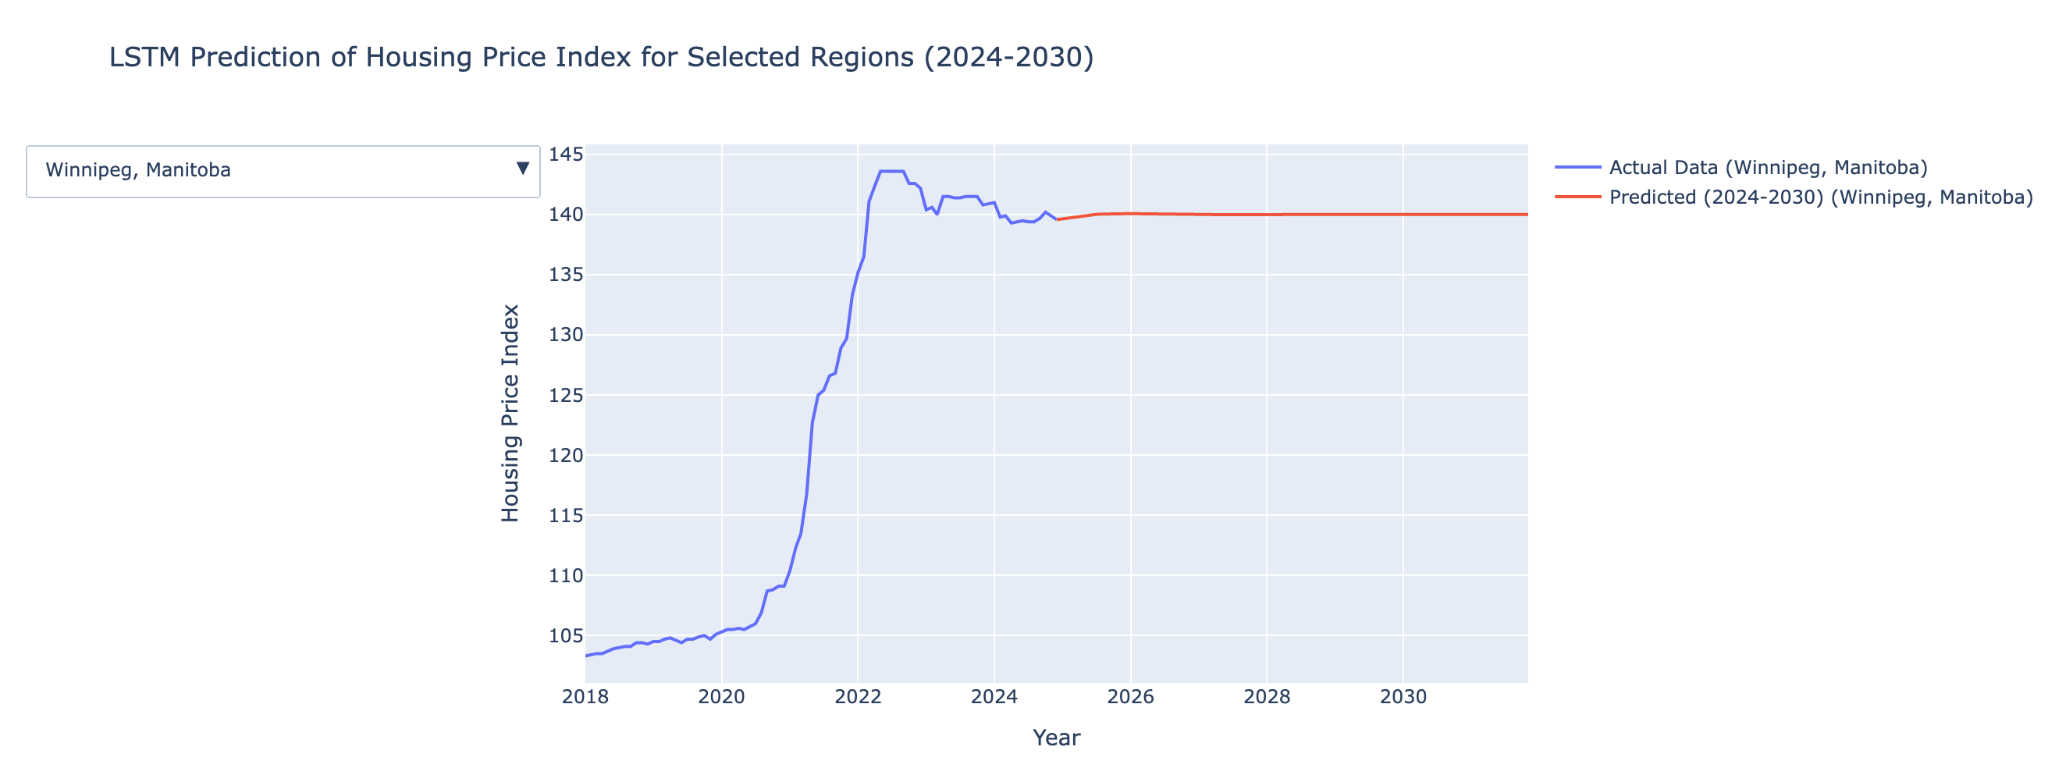 LSTM Prediction of Housing Price Index for Selected Regions (2024-2030)
Winnipeg, Manitoba ▼
145
140
135
130
125
120
115
110
105
Housing Price Index
2018 2020 2022 2024 2026 2028 2030
Year
Actual Data (Winnipeg, Manitoba)
Predicted (2024-2030) (Winnipeg, Manitoba)